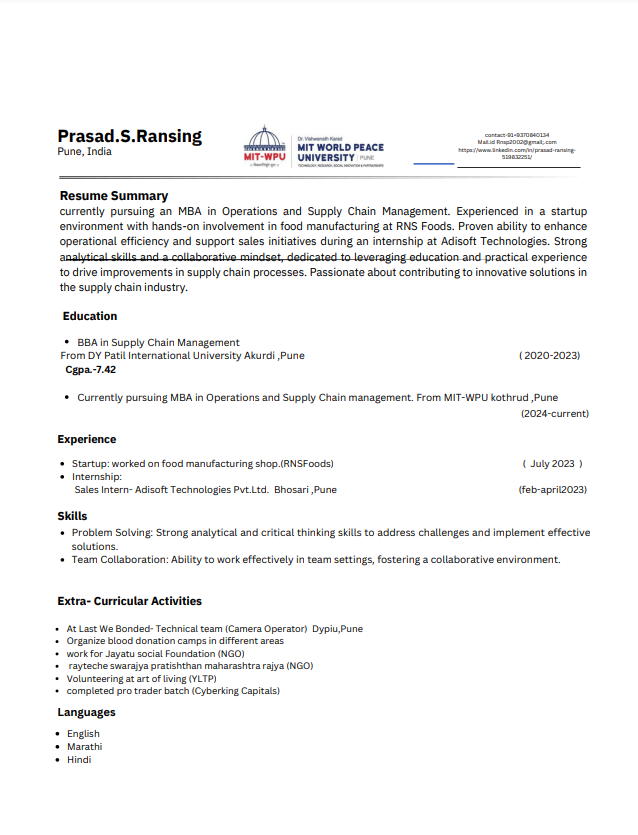 Prasad.S.Ransing
Pune, India
MIT-WPU
Dr. Vishwanath Karad
MIT WORLD PEACE
UNIVERSITY | PUNE
TECHNOLOGY, RESEARCH, SOCIAL INNOVATION & PARTNERSHIPS
contact-91+9370840134
Mail.id Rnsp2002@gmail;.com
https://www.linkedin.com/in/prasad-ransing-
519832251/
Resume Summary
currently pursuing an MBA in Operations and Supply Chain Management. Experienced in a startup
environment with hands-on involvement in food manufacturing at RNS Foods. Proven ability to enhance
operational efficiency and support sales initiatives during an internship at Adisoft Technologies. Strong
analytical skills and a collaborative mindset, dedicated to leveraging education and practical experience
to drive improvements in supply chain processes. Passionate about contributing to innovative solutions in
the supply chain industry.
Education
• BBA in Supply Chain Management
From DY Patil International University Akurdi ,Pune ( 2020-2023)
Cgpa.-7.42
• Currently pursuing MBA in Operations and Supply Chain management. From MIT-WPU kothrud ,Pune
(2024-current)
Experience
• Startup: worked on food manufacturing shop.(RNSFoods) ( July 2023 )
• Internship:
Sales Intern- Adisoft Technologies Pvt.Ltd. Bhosari ,Pune (feb-april2023)
Skills
• Problem Solving: Strong analytical and critical thinking skills to address challenges and implement effective
solutions.
• Team Collaboration: Ability to work effectively in team settings, fostering a collaborative environment.
Extra- Curricular Activities
• At Last We Bonded- Technical team (Camera Operator) Dypiu,Pune
• Organize blood donation camps in different areas
• work for Jayatu social Foundation (NGO)
• rayteche swarajya pratishthan maharashtra rajya (NGO)
• Volunteering at art of living (YLTP)
• completed pro trader batch (Cyberking Capitals)
Languages
• English
• Marathi
• Hindi